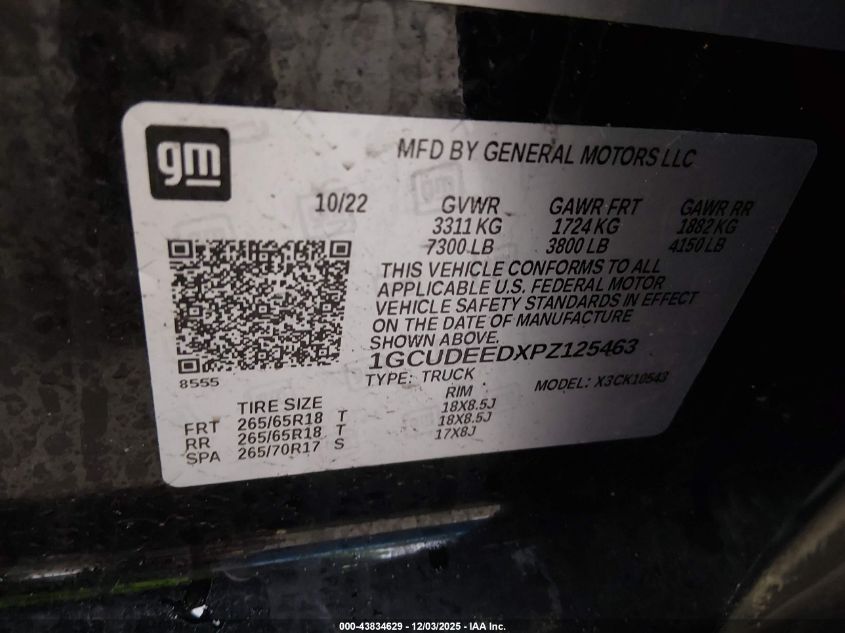 gm
MFD BY GENERAL MOTORS LLC
10/22 GVWR GAWR FRT GAWR RR
3311 KG 1724 KG 1882 KG
7300 LB 3800 LB 4150 LB
THIS VEHICLE CONFORMS TO ALL
APPLICABLE U.S. FEDERAL MOTOR
VEHICLE SAFETY STANDARDS IN EFFECT
ON THE DATE OF MANUFACTURE
SHOWN ABOVE.
1GCUDEEDXPZ125463
8555
TYPE: TRUCK MODEL: X3CK10543
TIRE SIZE RIM
FRT 265/65R18 T 18X8.5J
RR 265/65R18 T 18X8.5J
SPA 265/70R17 S 17X8J
000-43834629 - 12/03/2025 - IAA Inc.